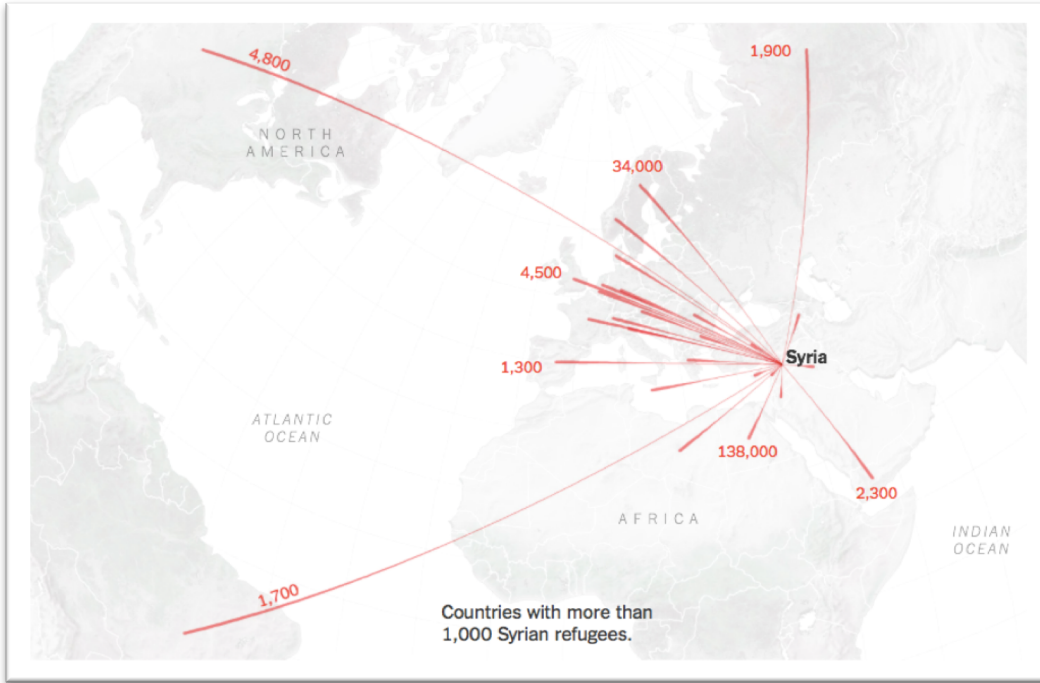 4,800
1,900
NORTH
AMERICA
34,000
4,500
Syria
1,300
ATLANTIC
OCEAN
138,000
2,300
AFRICA
INDIAN
OCEAN
1,700
Countries with more than
1,000 Syrian refugees.